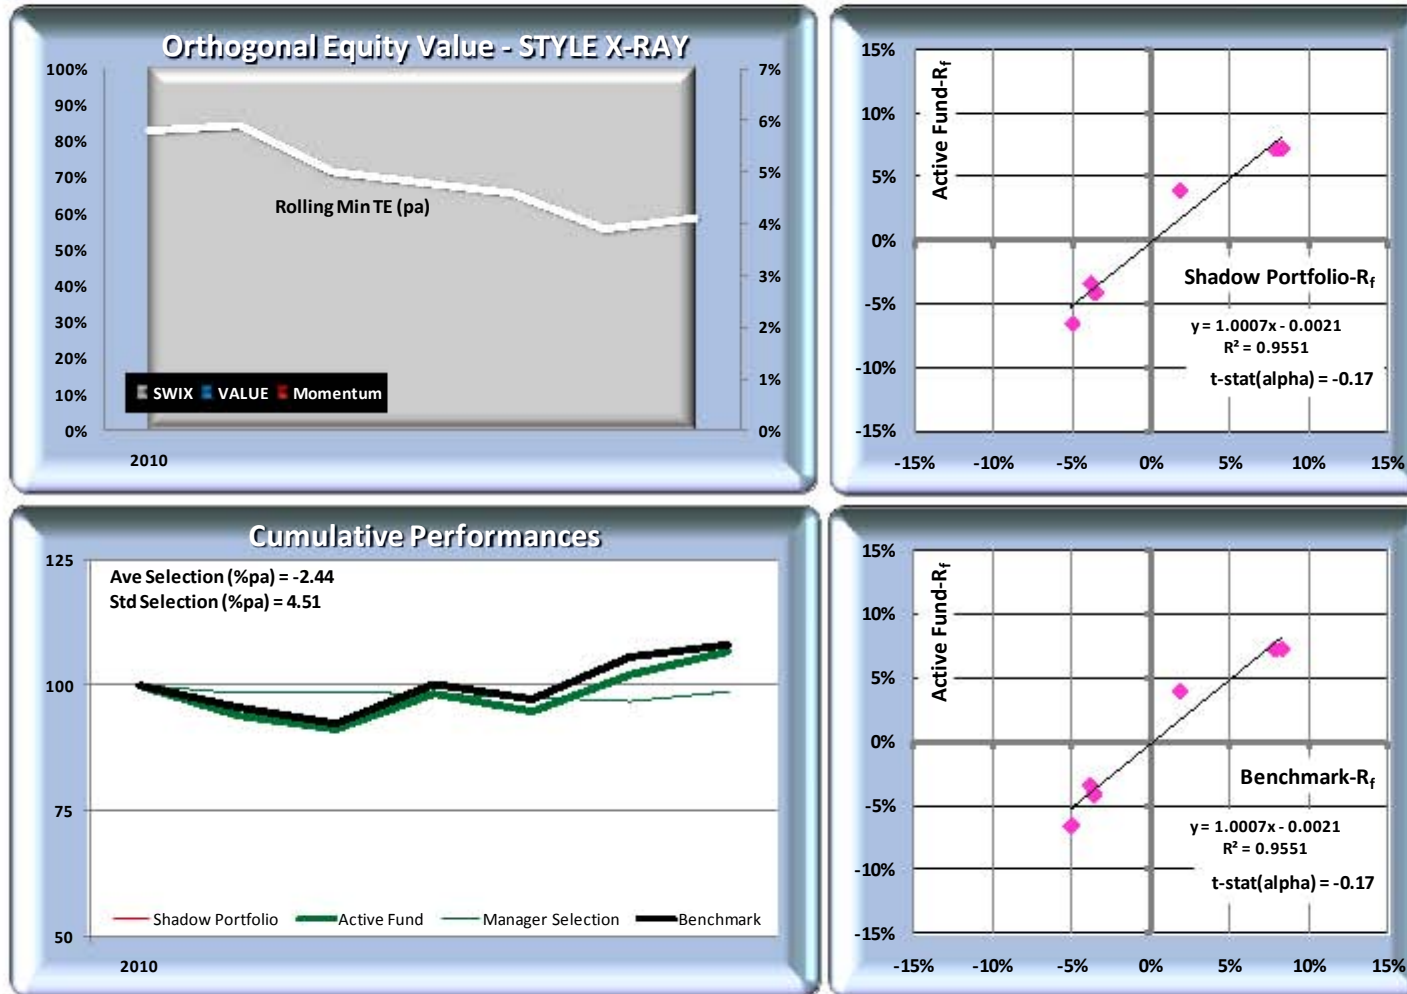 Orthogonal Equity Value - STYLE X-RAY
100%
90%
80%
70%
60%
50%
40%
30%
20%
10%
0%
7%
6%
5%
4%
3%
2%
1%
0%
Rolling Min TE (pa)
SWIX VALUE Momentum
2010
15%
10%
5%
0%
-5%
-10%
-15%
Active Fund-Rf
Shadow Portfolio-Rf
y = 1.0007x - 0.0021
R² = 0.9551
t-stat(alpha) = -0.17
-15% -10% -5% 0% 5% 10% 15%
Cumulative Performances
125
100
75
50
Ave Selection (%pa) = -2.44
Std Selection (%pa) = 4.51
Shadow Portfolio Active Fund Manager Selection Benchmark
2010
15%
10%
5%
0%
-5%
-10%
-15%
Active Fund-Rf
Benchmark-Rf
y = 1.0007x - 0.0021
R² = 0.9551
t-stat(alpha) = -0.17
-15% -10% -5% 0% 5% 10% 15%